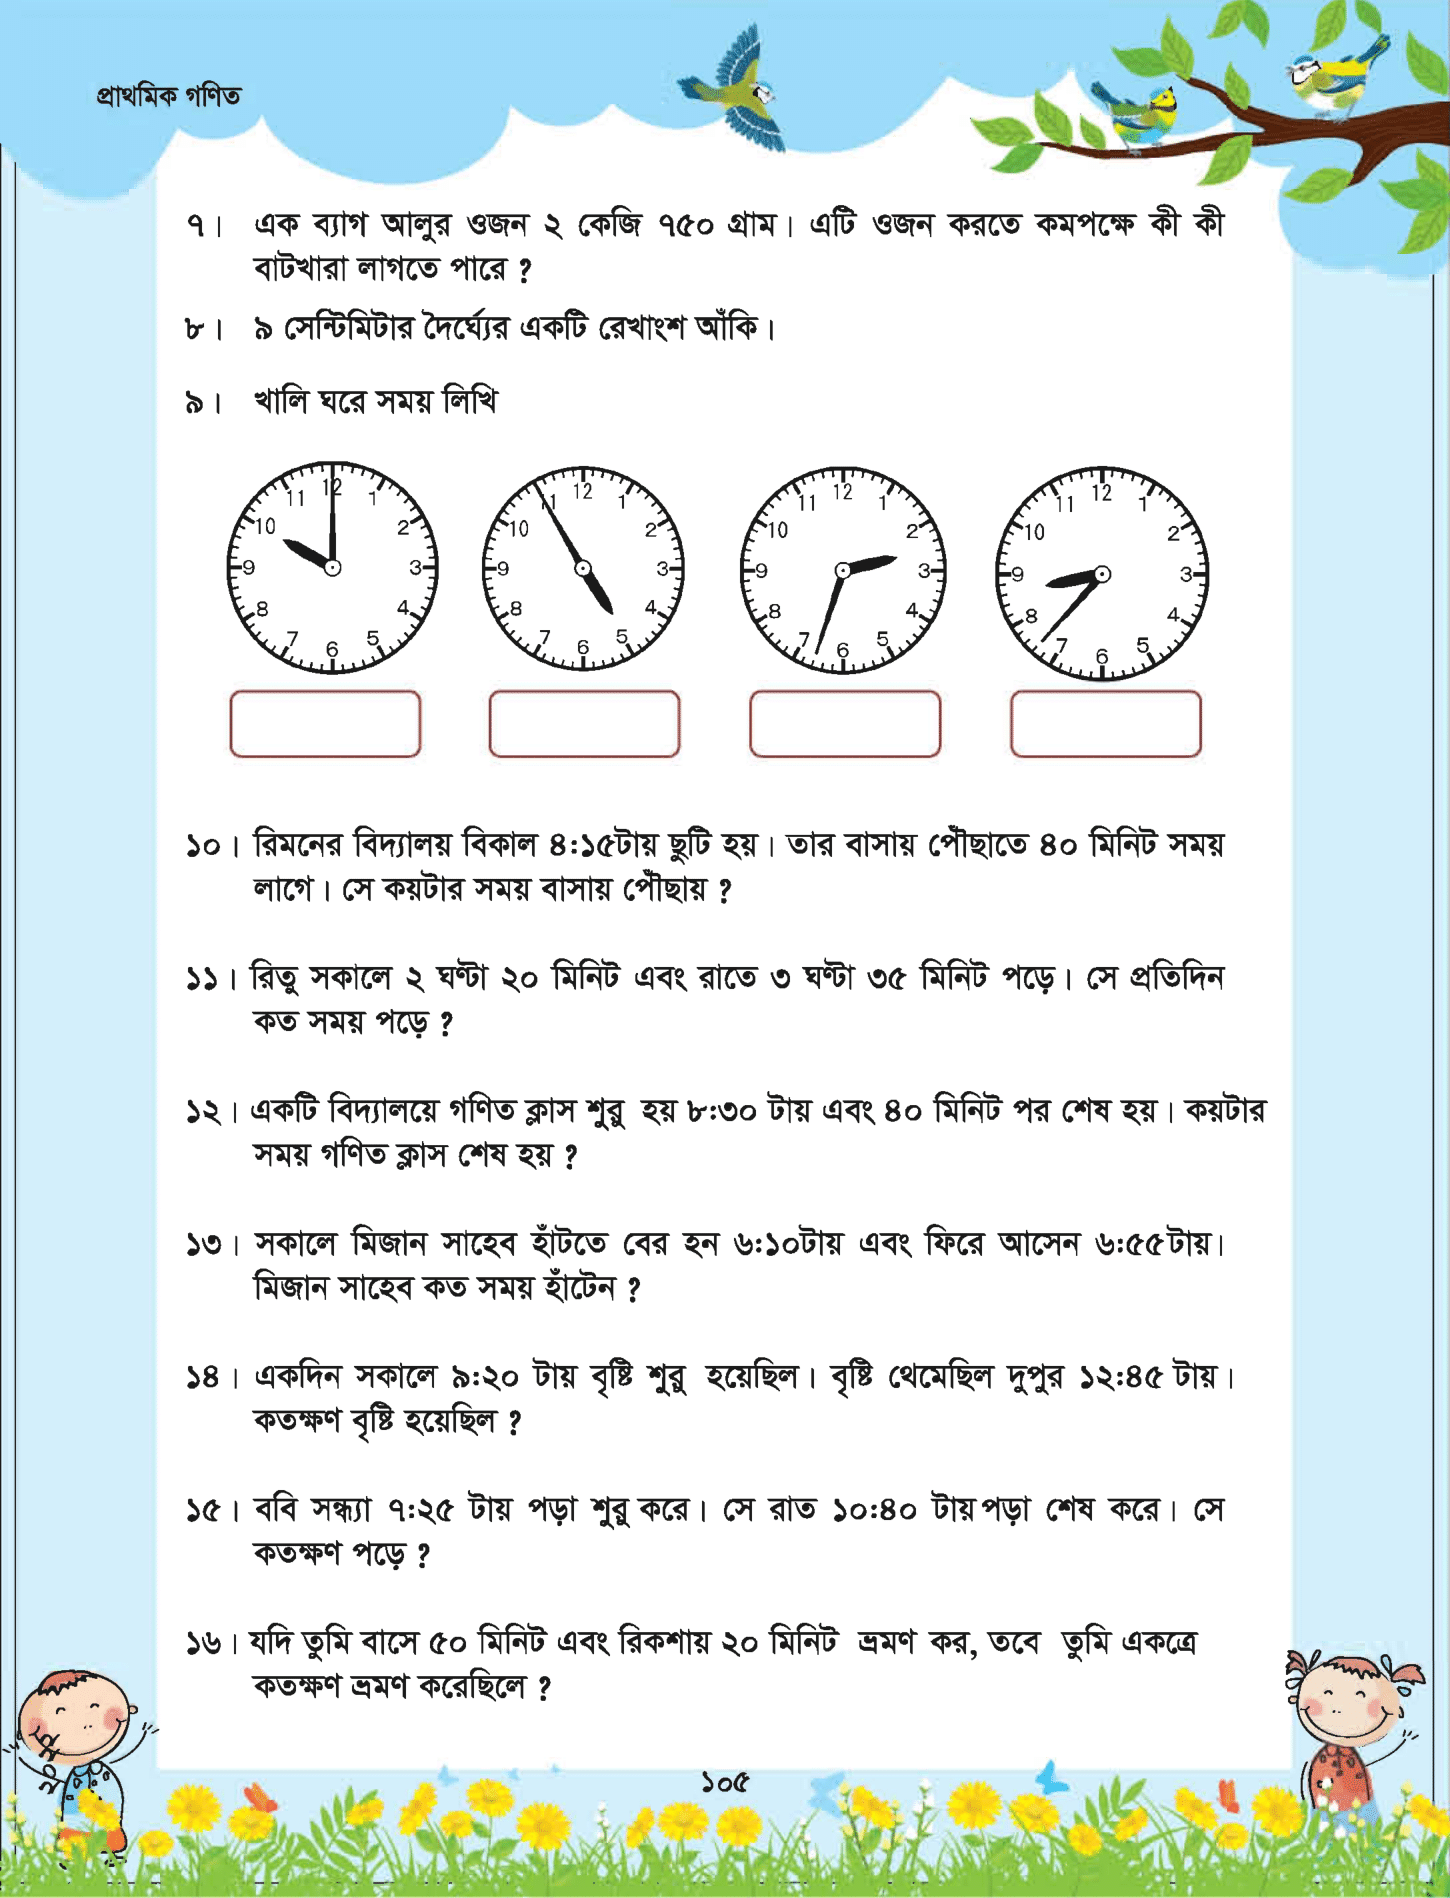 প্রাথমিক গণিত
৭। এক ব্যাগ আলুর ওজন ২ কেজি ৭৫০ গ্রাম। এটি ওজন করতে কমপক্ষে কী কী
বাটখারা লাগতে পারে ?
৮। ৯ সেন্টিমিটার দৈর্ঘ্যের একটি রেখাংশ আঁকি।
৯। খালি ঘরে সময় লিখি
12 1 2 3 4 5 6 7 8 9 10 11
12 1 2 3 4 5 6 7 8 9 10 11
12 1 2 3 4 5 6 7 8 9 10 11
12 1 2 3 4 5 6 7 8 9 10 11
১০। রিমনের বিদ্যালয় বিকাল ৪:১৫টায় ছুটি হয়। তার বাসায় পৌঁছাতে ৪০ মিনিট সময়
লাগে। সে কয়টার সময় বাসায় পৌঁছায় ?
১১। রিতু সকালে ২ ঘণ্টা ২০ মিনিট এবং রাতে ৩ ঘণ্টা ৩৫ মিনিট পড়ে। সে প্রতিদিন
কত সময় পড়ে ?
১২। একটি বিদ্যালয়ে গণিত ক্লাস শুরু হয় ৮:৩০ টায় এবং ৪০ মিনিট পর শেষ হয়। কয়টার
সময় গণিত ক্লাস শেষ হয় ?
১৩। সকালে মিজান সাহেব হাঁটতে বের হন ৬:১০টায় এবং ফিরে আসেন ৬:৫৫টায়।
মিজান সাহেব কত সময় হাঁটেন ?
১৪। একদিন সকালে ৯:২০ টায় বৃষ্টি শুরু হয়েছিল। বৃষ্টি থেমেছিল দুপুর ১২:৪৫ টায়।
কতক্ষণ বৃষ্টি হয়েছিল ?
১৫। ববি সন্ধ্যা ৭:২৫ টায় পড়া শুরু করে। সে রাত ১০:৪০ টায় পড়া শেষ করে। সে
কতক্ষণ পড়ে ?
১৬। যদি তুমি বাসে ৫০ মিনিট এবং রিকশায় ২০ মিনিট ভ্রমণ কর, তবে তুমি একত্রে
কতক্ষণ ভ্রমণ করেছিলে ?
১০৫